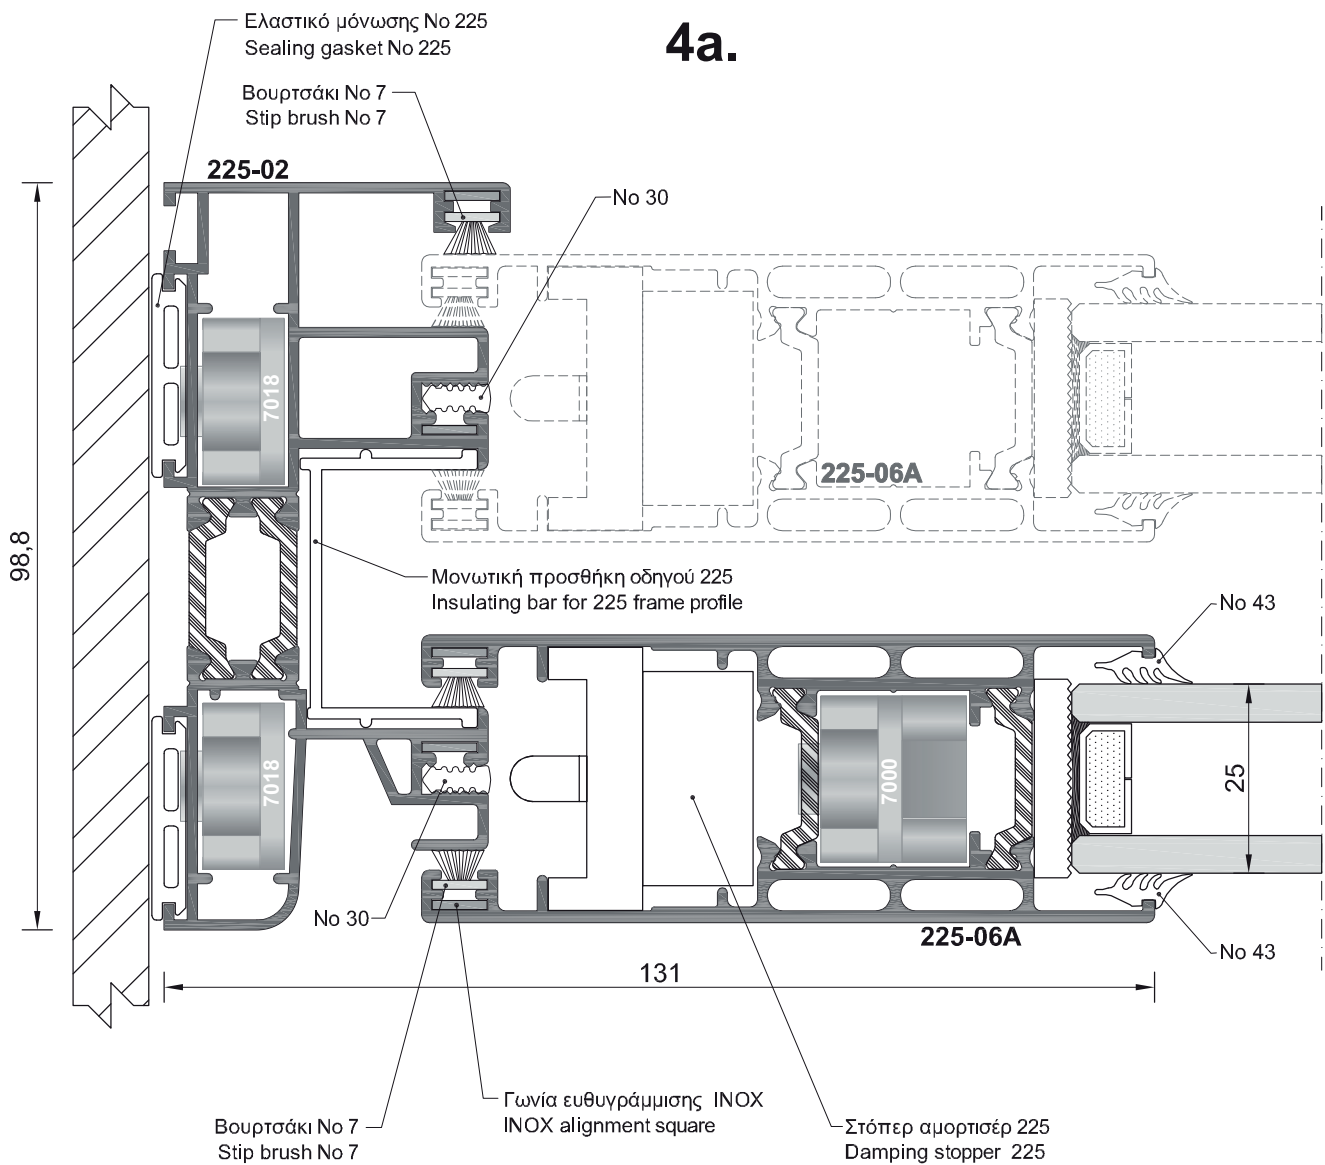 Ελαστικό μόνωσης No 225
Sealing gasket No 225
4a.
Βουρτσάκι No 7
Stip brush No 7
225-02
No 30
7018
225-06A
98,8
Μονωτική προσθήκη οδηγού 225
Insulating bar for 225 frame profile
No 43
7018
7000
25
No 30
225-06A
No 43
131
Γωνία ευθυγράμμισης INOX
INOX alignment square
Βουρτσάκι No 7
Stip brush No 7
Στόπερ αμορτισέρ 225
Damping stopper 225